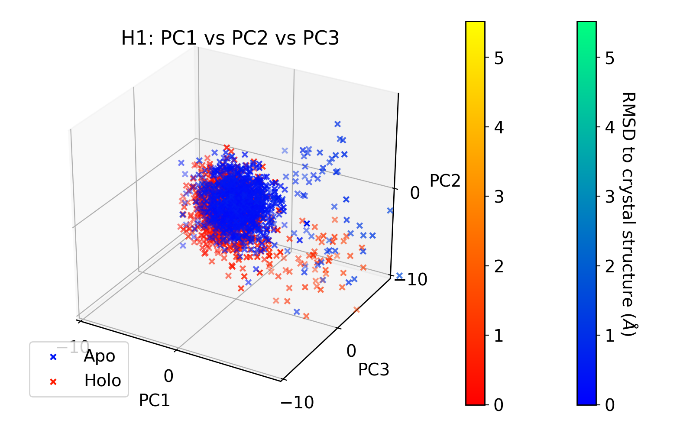 H1: PC1 vs PC2 vs PC3
PC2
0
−10
PC3
0
−10
PC1
0
−10
Apo
Holo
5
4
3
2
1
0
5
4
3
2
1
0
RMSD to crystal structure (Å)